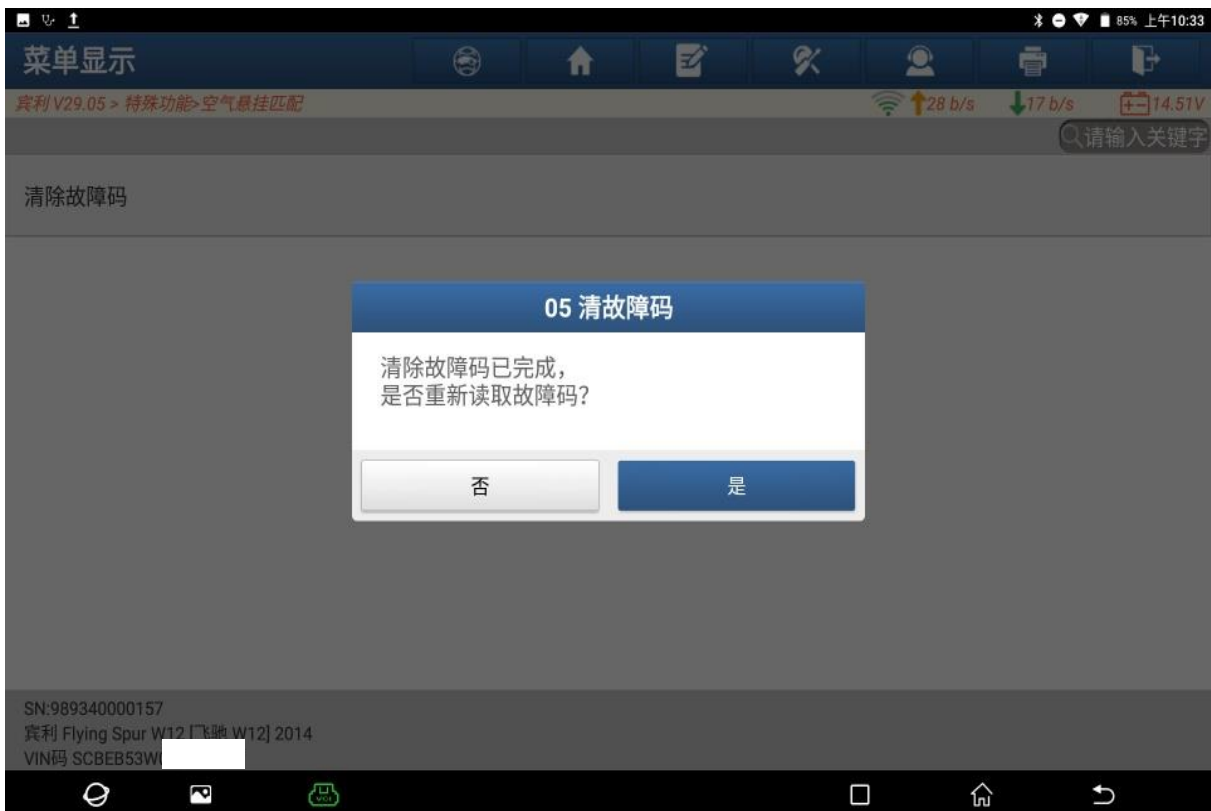 85% 上午10:33
菜单显示
宾利 V29.05 > 特殊功能>空气悬挂匹配
28 b/s 17 b/s 14.51V
请输入关键字
清除故障码
05 清故障码
清除故障码已完成，
是否重新读取故障码？
否 是
SN:989340000157
宾利 Flying Spur W12 [飞驰 W12] 2014
VIN码 SCBEB53W
VCI